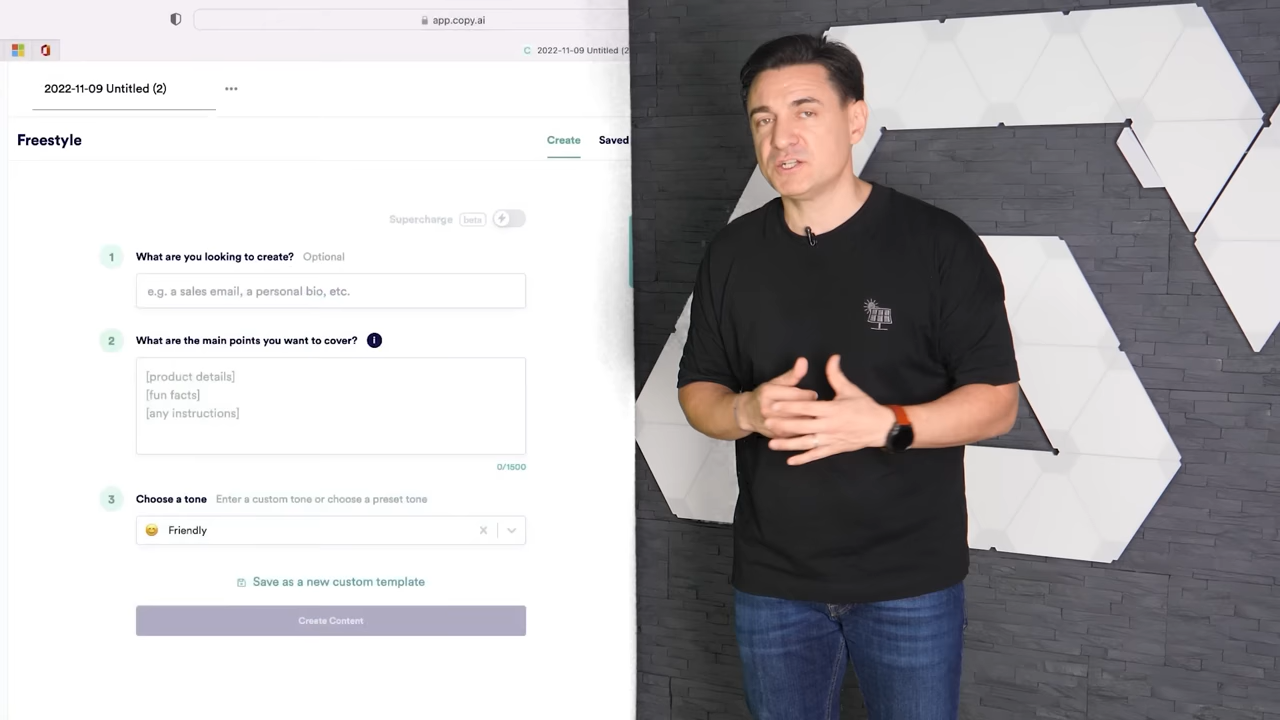 app.copy.ai
C 2022-11-09 Untitled (2
2022-11-09 Untitled (2) •••
Freestyle
Create Saved
Supercharge beta
1 What are you looking to create? Optional
e.g. a sales email, a personal bio, etc.
2 What are the main points you want to cover? i
[product details]
[fun facts]
[any instructions]
0/1500
3 Choose a tone Enter a custom tone or choose a preset tone
Friendly
Save as a new custom template
Create Content